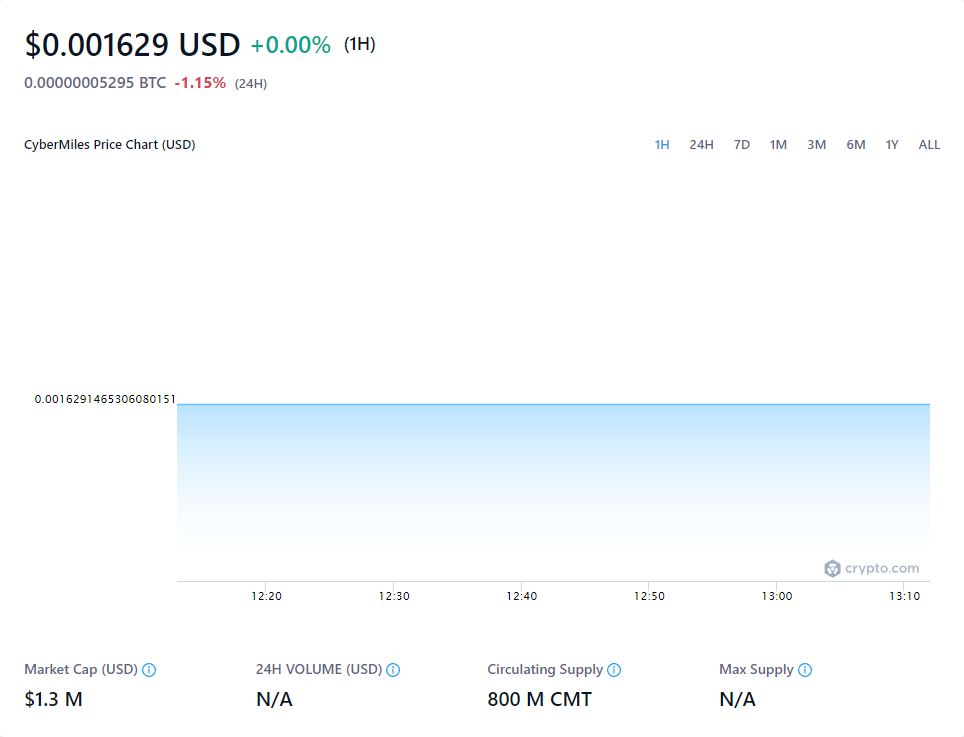 $0.001629 USD +0.00% (1H)
0.00000005295 BTC -1.15% (24H)
CyberMiles Price Chart (USD) 1H 24H 7D 1M 3M 6M 1Y ALL
0.0016291465306080151
crypto.com
12:20 12:30 12:40 12:50 13:00 13:10
Market Cap (USD) 24H VOLUME (USD) Circulating Supply Max Supply
$1.3 M N/A 800 M CMT N/A